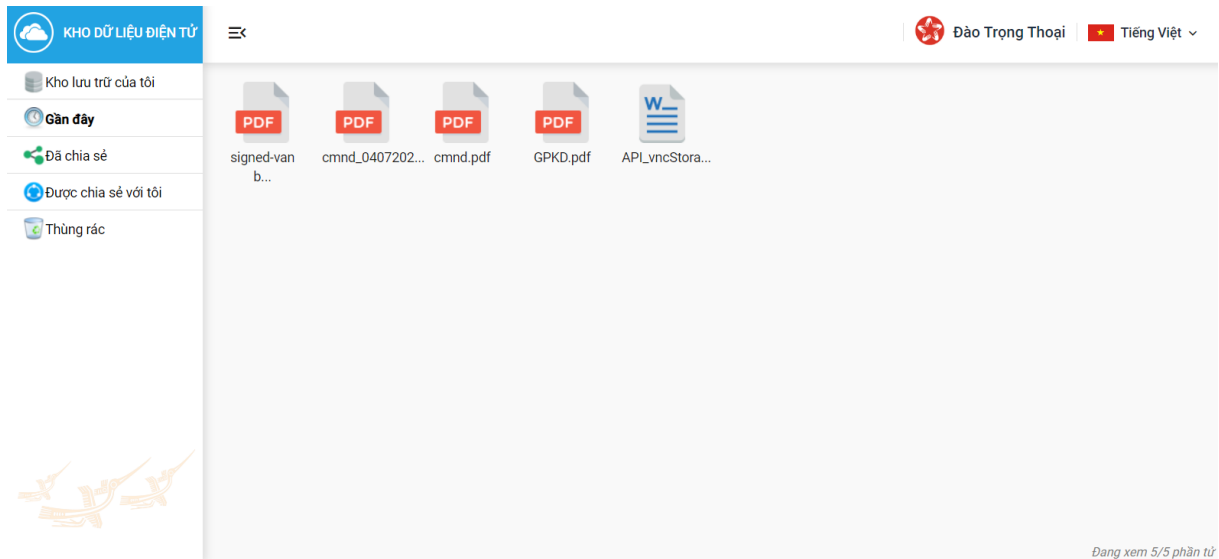 KHO DỮ LIỆU ĐIỆN TỬ
Đào Trọng Thoại
Tiếng Việt
Kho lưu trữ của tôi
Gần đây
Đã chia sẻ
Được chia sẻ với tôi
Thùng rác
PDF PDF PDF PDF W
signed-van b...
cmnd_0407202...
cmnd.pdf
GPKD.pdf
API_vncStora...
Đang xem 5/5 phần tử